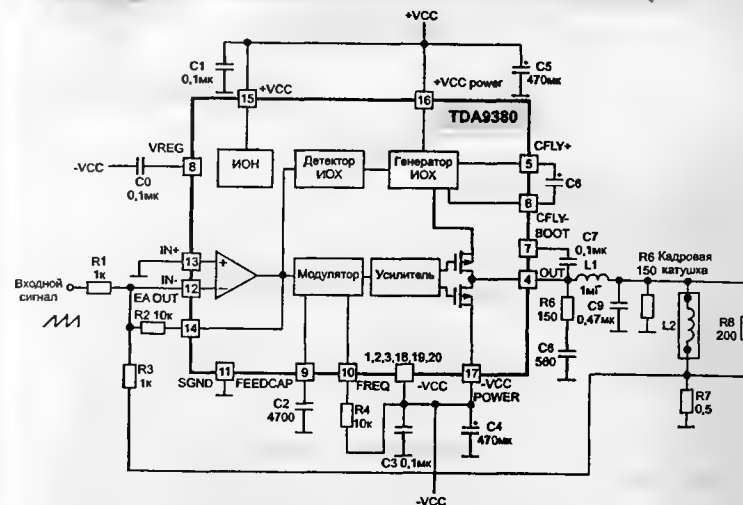 +VCC
C1
0,1мк
C5
470мк
15
+VCC
16
+VCC power
TDA9380
VREG
-VCC
8
C0
0,1мк
ИОН
Детектор
ИОХ
Генератор
ИОХ
CFLY+
5
C6
6
CFLY-
BOOT
7
C7
0,1мк
R1
1к
IN+
13
+
Входной
сигнал
IN-
12
-
EA OUT
R2 10к
14
Модулятор
Усилитель
4
OUT
L1
1мГ
R6
150
Кадровая
катушка
R6
150
C9
0,47мк
L2
R8
200
C8
560
R3
1к
SGND
11
FEEDCAP
9
10
FREQ
1,2,3,18,19,20
-VCC
17
-VCC
POWER
C2
4700
R4
10к
C3 0,1мк
C4
470мк
R7
0,5
-VCC